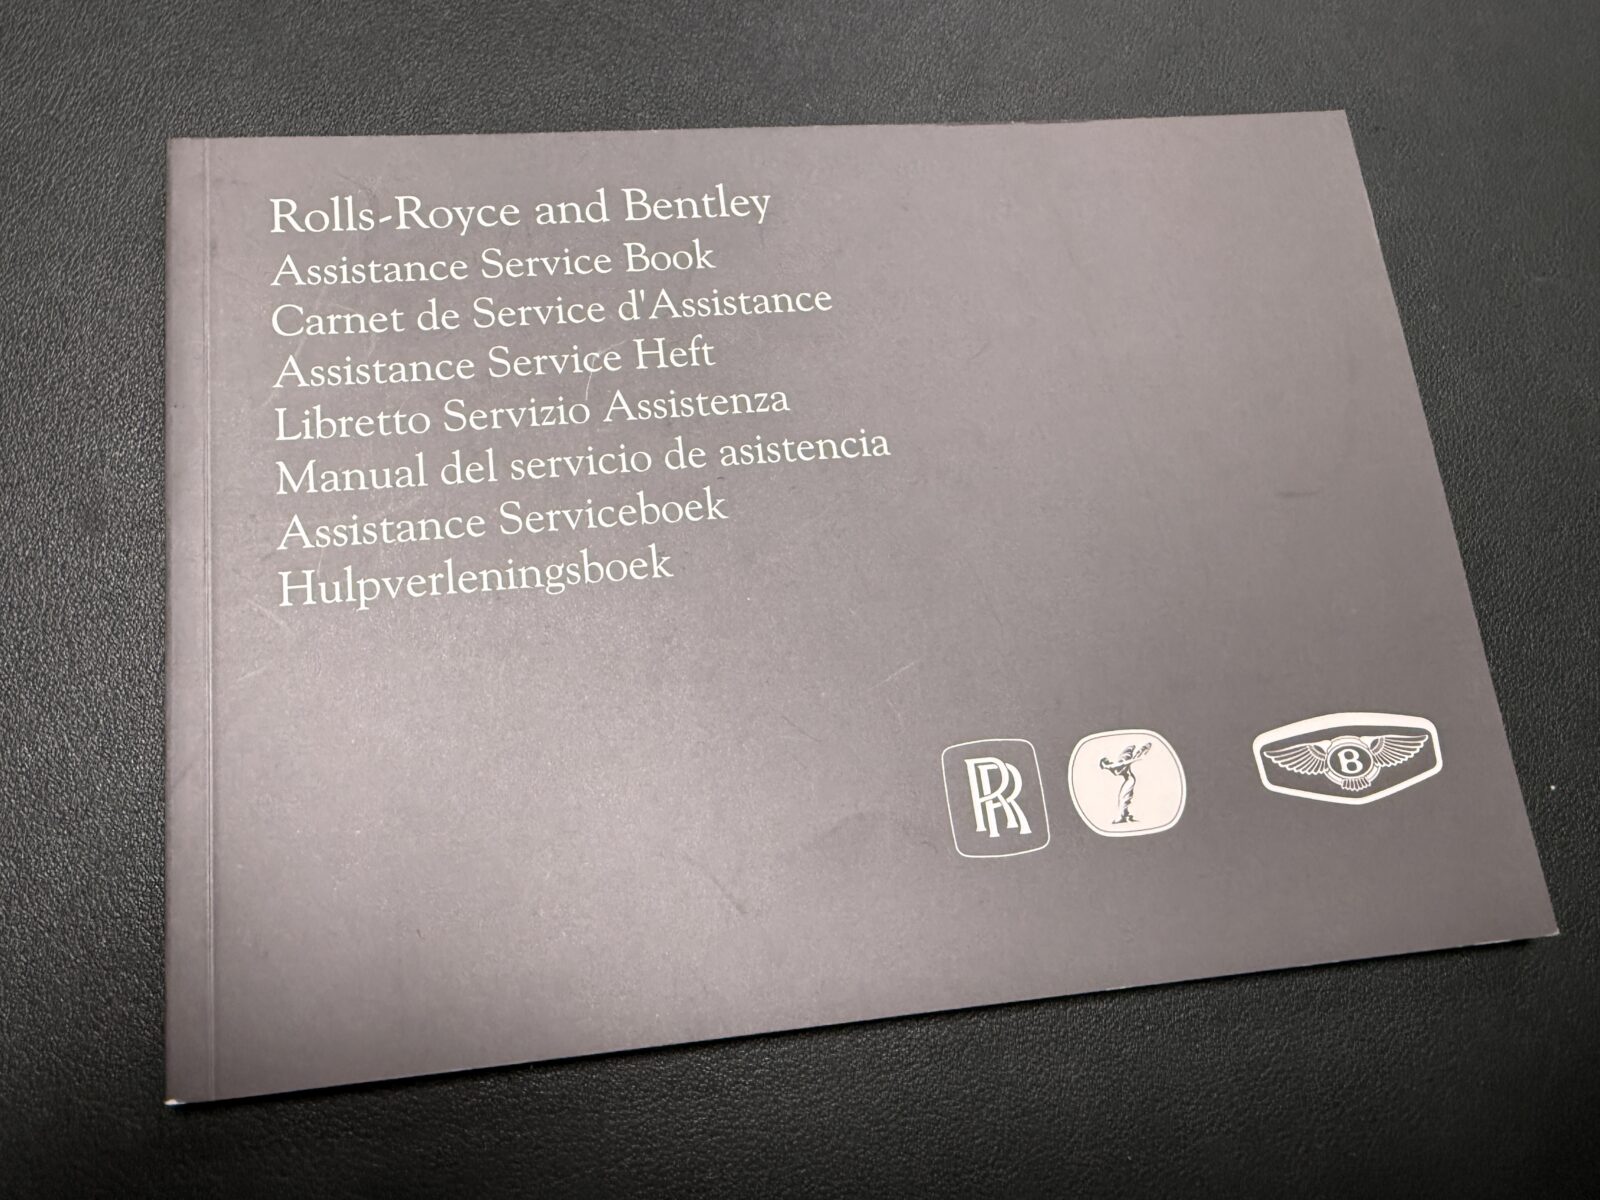 Rolls-Royce and Bentley
Assistance Service Book
Carnet de Service d'Assistance
Assistance Service Heft
Libretto Servizio Assistenza
Manual del servicio de asistencia
Assistance Serviceboek
Hulpverleningsboek
RR
B